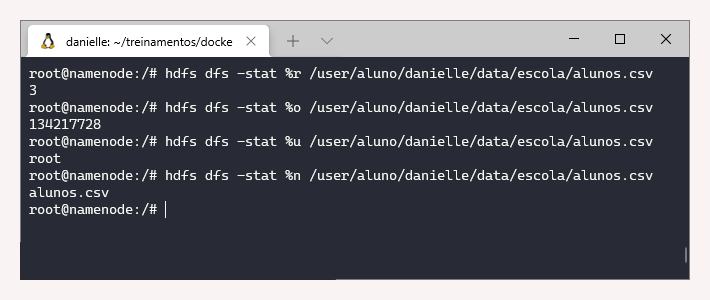 danielle: ~/treinamentos/docke
root@namenode:/# hdfs dfs -stat %r /user/aluno/danielle/data/escola/alunos.csv
3
root@namenode:/# hdfs dfs -stat %o /user/aluno/danielle/data/escola/alunos.csv
134217728
root@namenode:/# hdfs dfs -stat %u /user/aluno/danielle/data/escola/alunos.csv
root
root@namenode:/# hdfs dfs -stat %n /user/aluno/danielle/data/escola/alunos.csv
alunos.csv
root@namenode:/#